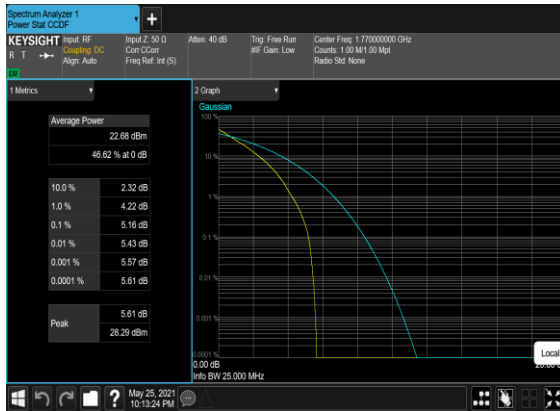 Spectrum Analyzer 1
Power Stat CCDF
KEYSIGHT
R T
LXI
Input: RF
Coupling: DC
Align: Auto
Input Z: 50 Ω
Corr CCorr
Freq Ref: Int (S)
Atten: 40 dB
Trig: Free Run
#IF Gain: Low
Center Freq: 1.770000000 GHz
Counts: 1.00 M/1.00 Mpt
Radio Std: None
1 Metrics
Average Power
22.68 dBm
46.62 % at 0 dB
10.0 % 2.32 dB
1.0 % 4.22 dB
0.1 % 5.16 dB
0.01 % 5.43 dB
0.001 % 5.57 dB
0.0001 % 5.61 dB
Peak
5.61 dB
28.29 dBm
2 Graph
Gaussian
100 %
10 %
1 %
0.1 %
0.01 %
0.001 %
0.0001 %
0.00 dB
Info BW 25.000 MHz
Local
May 25, 2021
10:13:24 PM